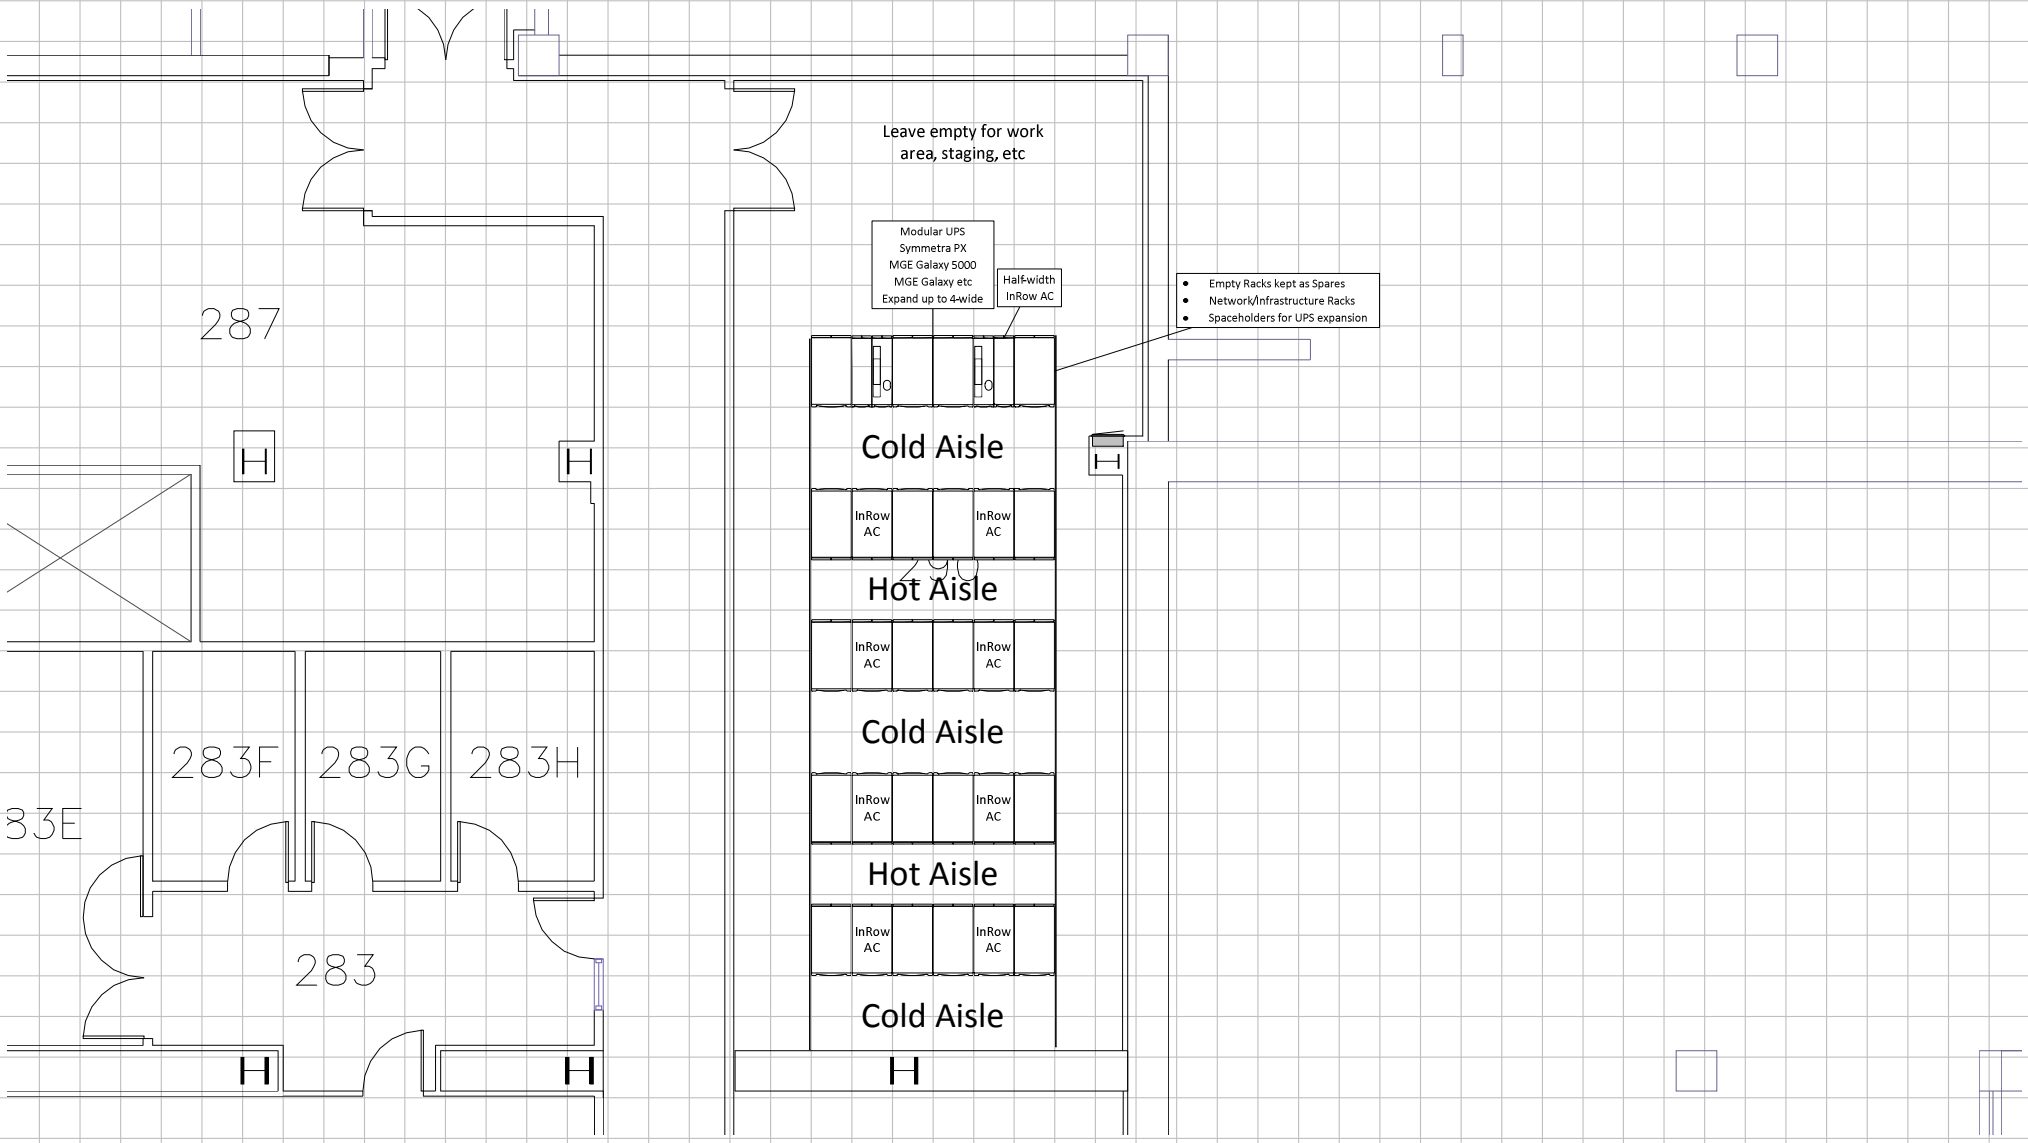 Leave empty for work
area, staging, etc
Modular UPS
Symmetra PX
MGE Galaxy 5000
MGE Galaxy etc
Expand up to 4-wide
Half-width
InRow AC
• Empty Racks kept as Spares
• Network/Infrastructure Racks
• Spaceholders for UPS expansion
287
O
O
Cold Aisle
H
H
H
InRow
AC
InRow
AC
290
Hot Aisle
InRow
AC
InRow
AC
Cold Aisle
283F
283G
283H
83E
InRow
AC
InRow
AC
Hot Aisle
InRow
AC
InRow
AC
283
Cold Aisle
H
H
H